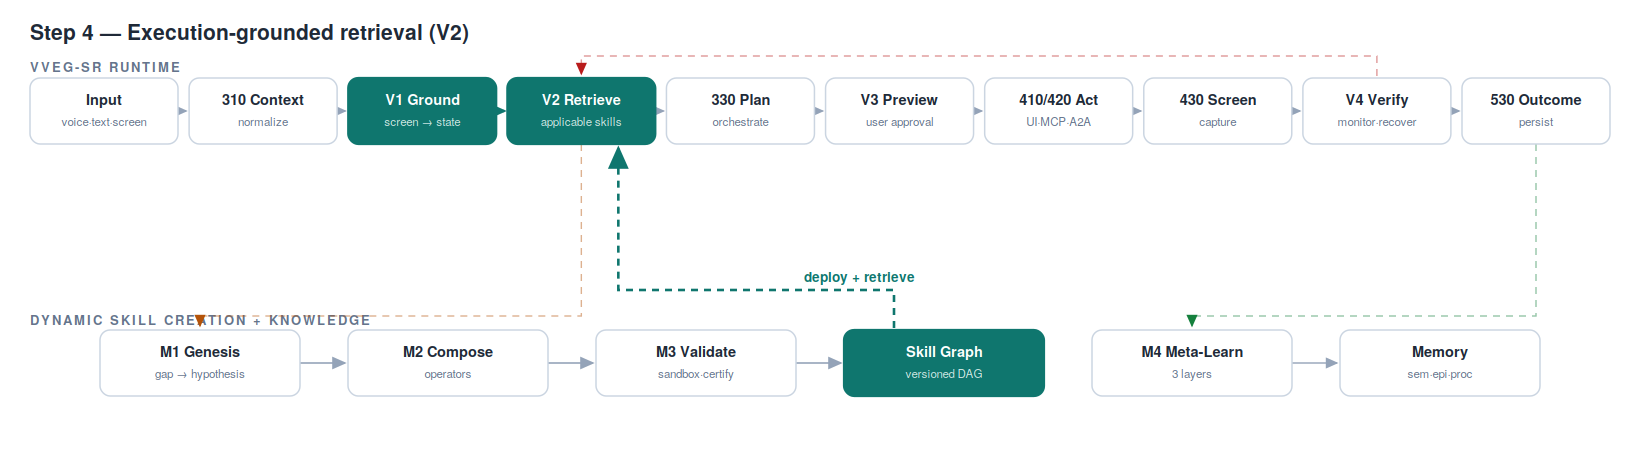 Step 4 — Execution-grounded retrieval (V2)
VVEG-SR RUNTIME
Input
voice·text·screen
310 Context
normalize
V1 Ground
screen → state
V2 Retrieve
applicable skills
330 Plan
orchestrate
V3 Preview
user approval
410/420 Act
UI·MCP·A2A
430 Screen
capture
V4 Verify
monitor·recover
530 Outcome
persist
deploy + retrieve
DYNAMIC SKILL CREATION + KNOWLEDGE
M1 Genesis
gap → hypothesis
M2 Compose
operators
M3 Validate
sandbox·certify
Skill Graph
versioned DAG
M4 Meta-Learn
3 layers
Memory
sem·epi·proc